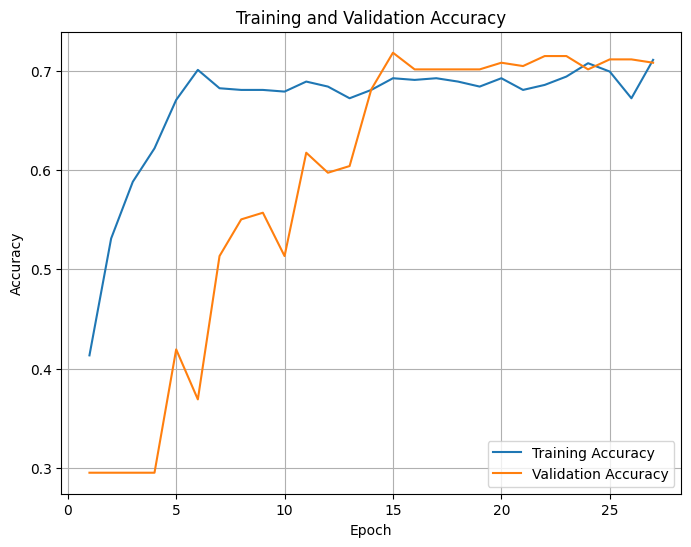 Training and Validation Accuracy
Accuracy
0.7
0.6
0.5
0.4
0.3
0
5
10
15
20
25
Epoch
Training Accuracy
Validation Accuracy